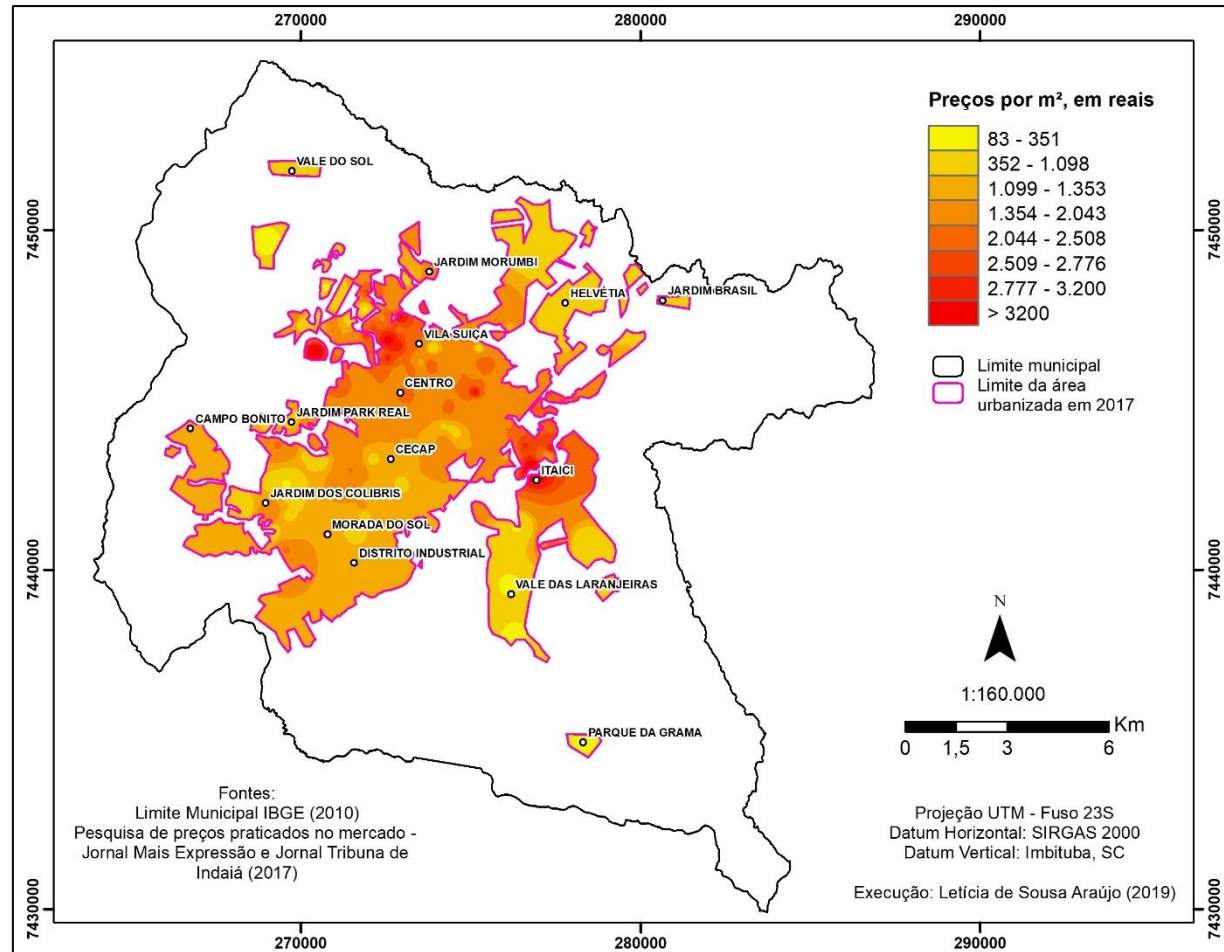 270000
280000
290000
7450000
7440000
7430000
Preços por m², em reais
83 - 351
352 - 1.098
1.099 - 1.353
1.354 - 2.043
2.044 - 2.508
2.509 - 2.776
2.777 - 3.200
> 3200
Limite municipal
Limite da área
urbanizada em 2017
VALE DO SOL
JARDIM MORUMBI
HELVÉTIA
JARDIM BRASIL
VILA SUIÇA
CENTRO
JARDIM PARK REAL
CAMPO BONITO
CECAP
ITAICI
JARDIM DOS COLIBRIS
MORADA DO SOL
DISTRITO INDUSTRIAL
VALE DAS LARANJEIRAS
PARQUE DA GRAMA
N
1:160.000
Km
0 1,5 3 6
Fontes:
Limite Municipal IBGE (2010)
Pesquisa de preços praticados no mercado -
Jornal Mais Expressão e Jornal Tribuna de
Indaiá (2017)
Projeção UTM - Fuso 23S
Datum Horizontal: SIRGAS 2000
Datum Vertical: Imbituba, SC
Execução: Letícia de Sousa Araújo (2019)
7450000
7440000
7430000
270000
280000
290000